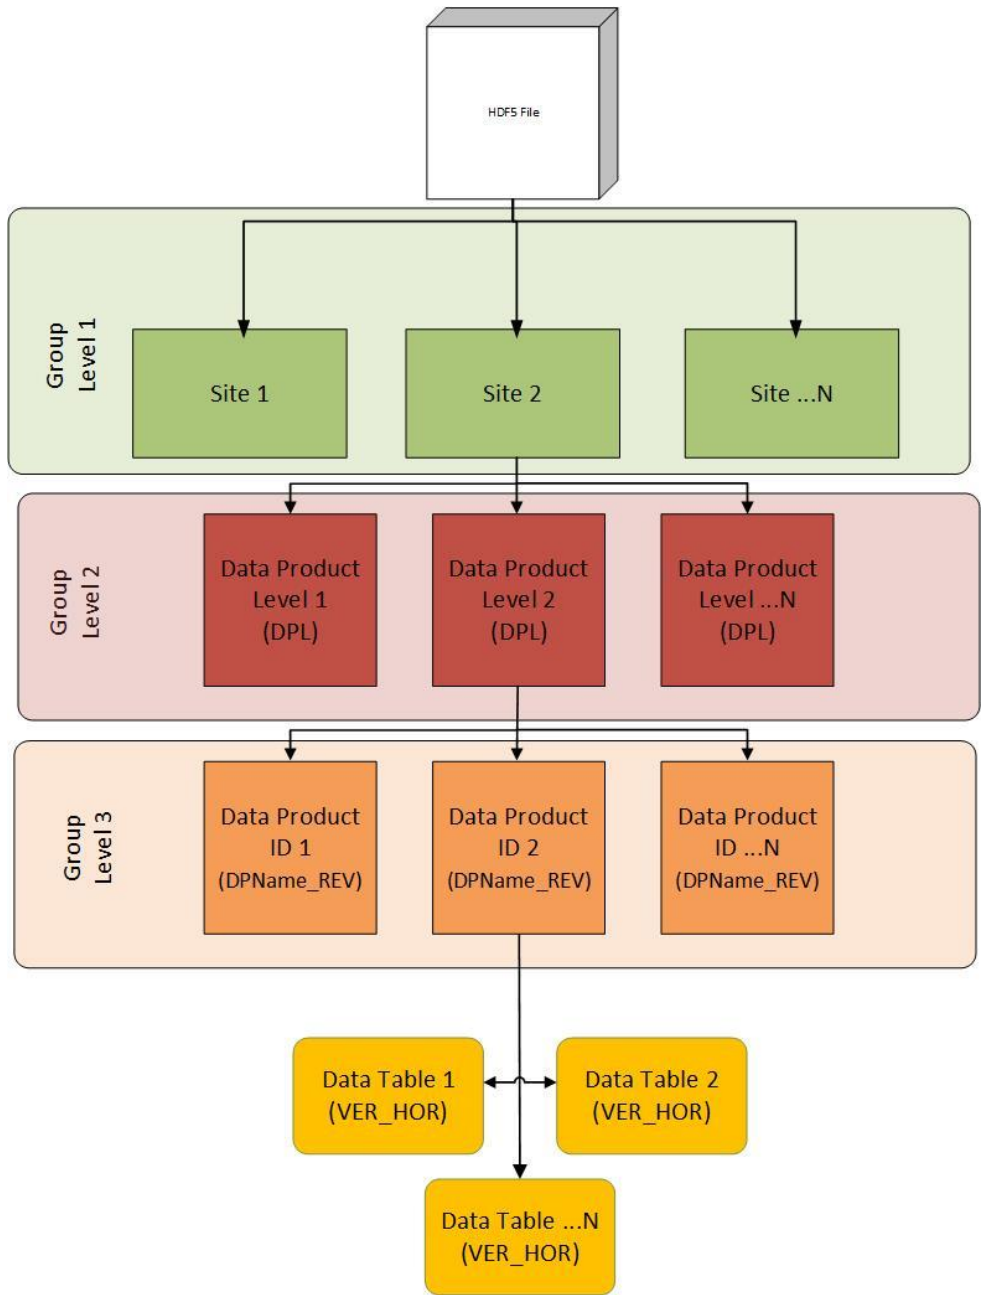 HDF5 File
Group
Level 1
Site 1
Site 2
Site ...N
Group
Level 2
Data Product
Level 1
(DPL)
Data Product
Level 2
(DPL)
Data Product
Level ...N
(DPL)
Group
Level 3
Data Product
ID 1
(DPName_REV)
Data Product
ID 2
(DPName_REV)
Data Product
ID ...N
(DPName_REV)
Data Table 1
(VER_HOR)
Data Table 2
(VER_HOR)
Data Table ...N
(VER_HOR)